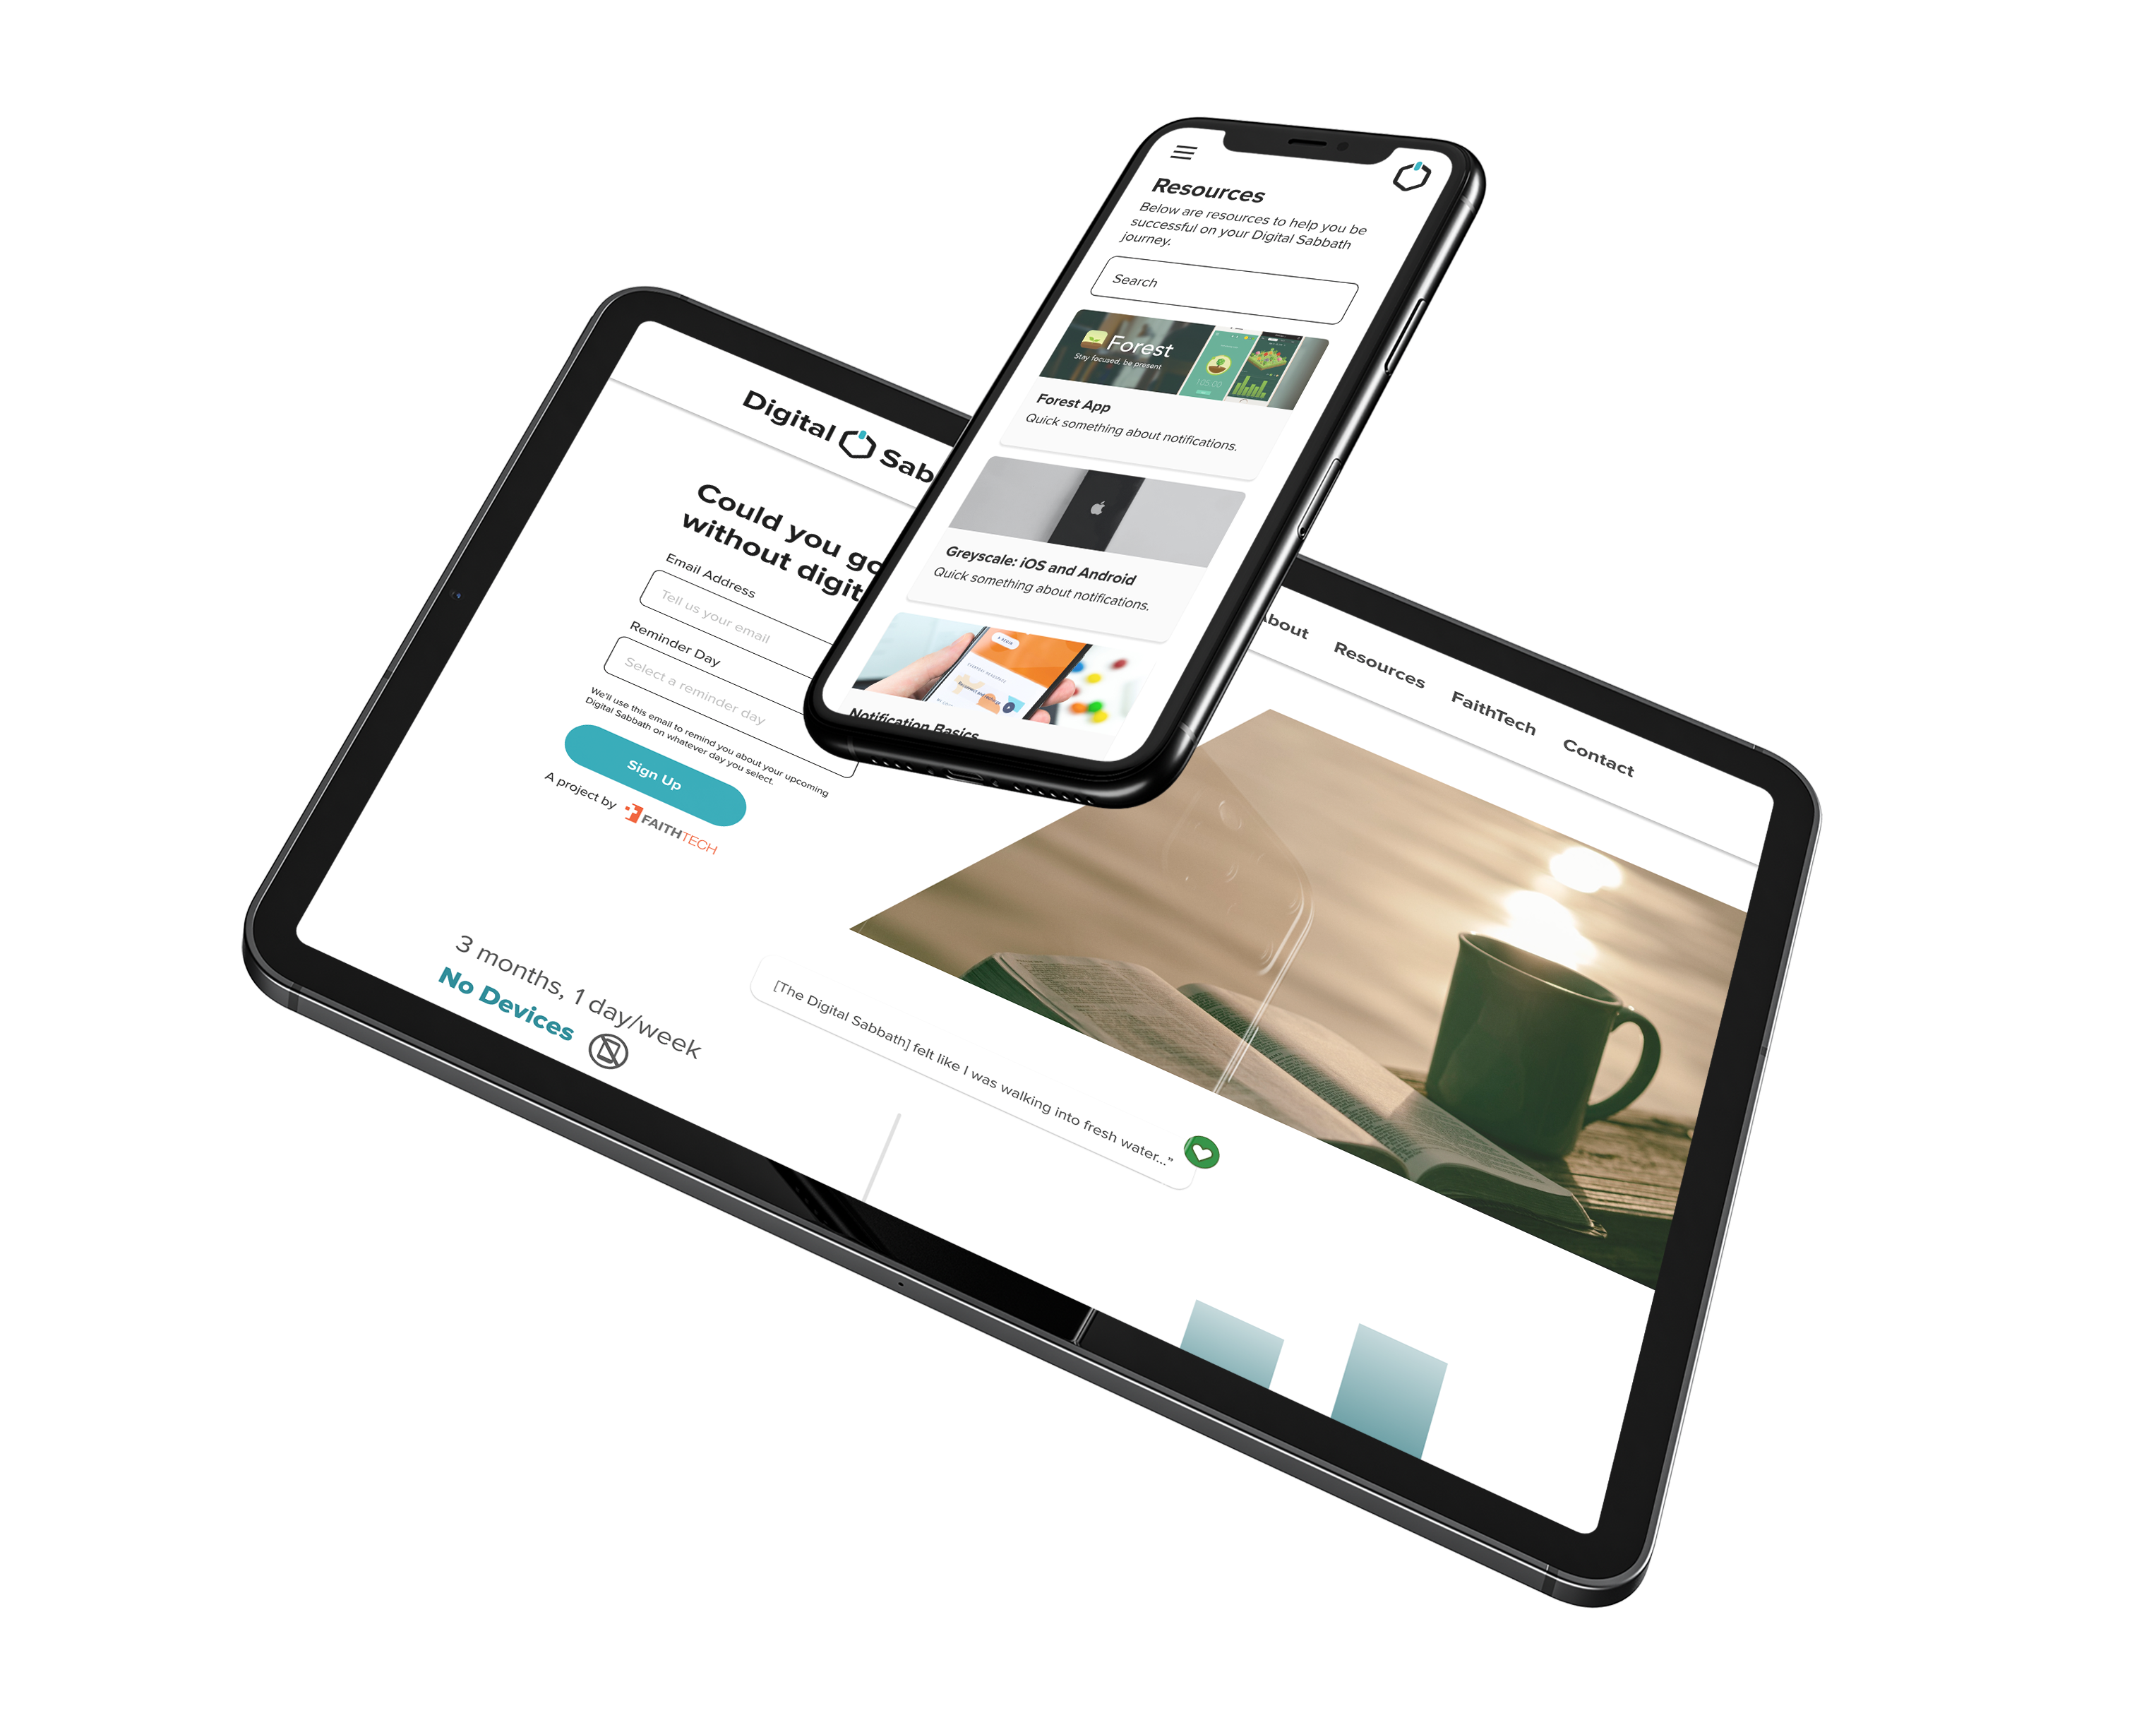 Resources
Below are resources to help you be
successful on your Digital Sabbath
journey.
Search
Forest
Stay focused, be present
Forest App
Quick something about notifications.
Greyscale: iOS and Android
Quick something about notifications.
Notification Basics
Digital Sab
About Resources FaithTech Contact
Could you go
without digit
Email Address
Tell us your email
Reminder Day
Select a reminder day
We'll use this email to remind you about your upcoming
Digital Sabbath on whatever day you select.
Sign Up
A project by FAITHTECH
3 months, 1 day/week
No Devices
[The Digital Sabbath] felt like I was walking into fresh water..."